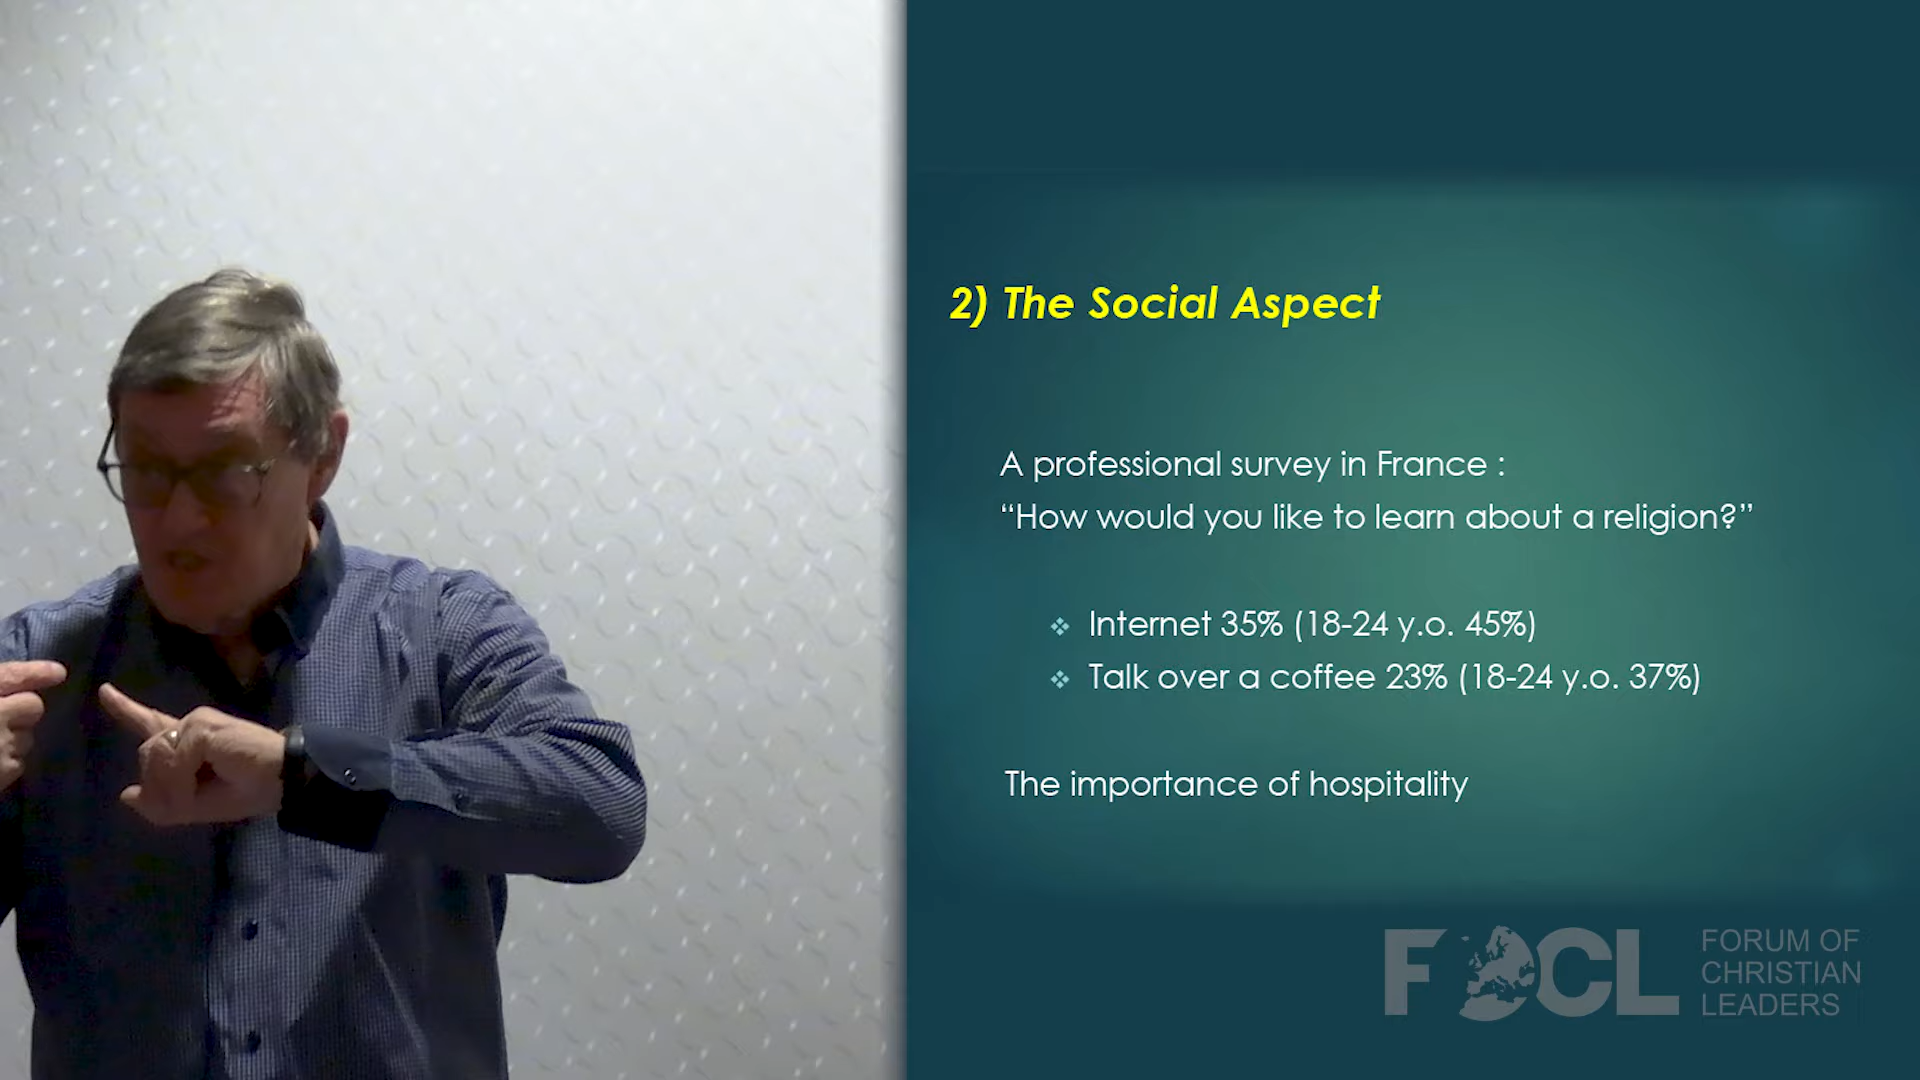 2) The Social Aspect
A professional survey in France :
“How would you like to learn about a religion?”
Internet 35% (18-24 y.o. 45%)
Talk over a coffee 23% (18-24 y.o. 37%)
The importance of hospitality
FOCL
FORUM OF
CHRISTIAN
LEADERS